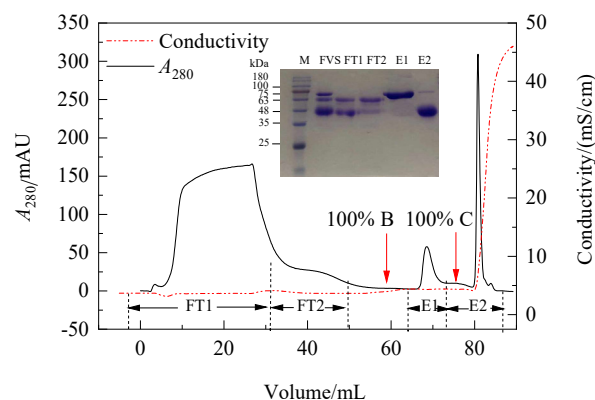 350
300
250
200
150
100
50
0
-50
A280/mAU
Conductivity
A280
kDa M FVS FT1 FT2 E1 E2
180
100
75
63
48
35
25
100% B
100% C
FT1
FT2
E1
E2
0 20 40 60 80
Volume/mL
50
40
30
20
10
0
Conductivity/(mS/cm)